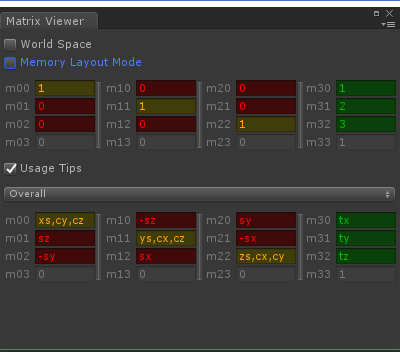 Matrix Viewer
World Space
Memory Layout Mode
m00 1 m10 0 m20 0 m30 1
m01 0 m11 1 m21 0 m31 2
m02 0 m12 0 m22 1 m32 3
m03 0 m13 0 m23 0 m33 1
Usage Tips
Overall
m00 xs,cy,cz m10 -sz m20 sy m30 tx
m01 sz m11 ys,cx,cz m21 -sx m31 ty
m02 -sy m12 sx m22 zs,cx,cy m32 tz
m03 0 m13 0 m23 0 m33 1